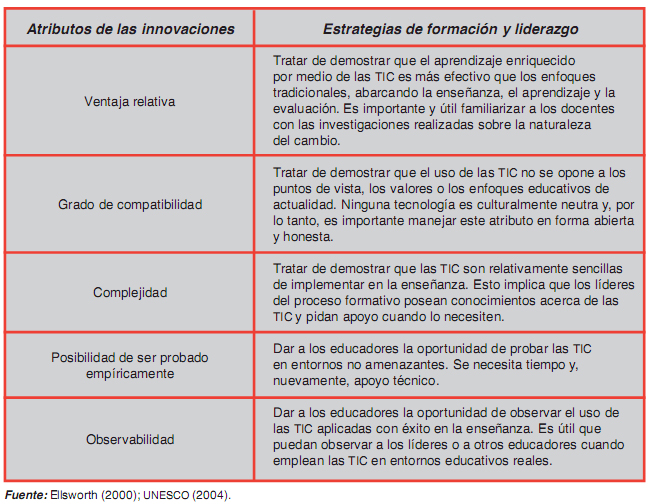 Atributos de las innovaciones
Estrategias de formación y liderazgo
Ventaja relativa
Tratar de demostrar que el aprendizaje enriquecido
por medio de las TIC es más efectivo que los enfoques
tradicionales, abarcando la enseñanza, el aprendizaje y la
evaluación. Es importante y útil familiarizar a los docentes
con las investigaciones realizadas sobre la naturaleza
del cambio.
Grado de compatibilidad
Tratar de demostrar que el uso de las TIC no se opone a los
puntos de vista, los valores o los enfoques educativos de
actualidad. Ninguna tecnología es culturalmente neutra y, por
lo tanto, es importante manejar este atributo en forma abierta
y honesta.
Complejidad
Tratar de demostrar que las TIC son relativamente sencillas
de implementar en la enseñanza. Esto implica que los líderes
del proceso formativo posean conocimientos acerca de las
TIC y pidan apoyo cuando lo necesiten.
Posibilidad de ser probado
empíricamente
Dar a los educadores la oportunidad de probar las TIC
en entornos no amenazantes. Se necesita tiempo y,
nuevamente, apoyo técnico.
Observabilidad
Dar a los educadores la oportunidad de observar el uso de
las TIC aplicadas con éxito en la enseñanza. Es útil que
puedan observar a los líderes o a otros educadores cuando
emplean las TIC en entornos educativos reales.
Fuente: Ellsworth (2000); UNESCO (2004).